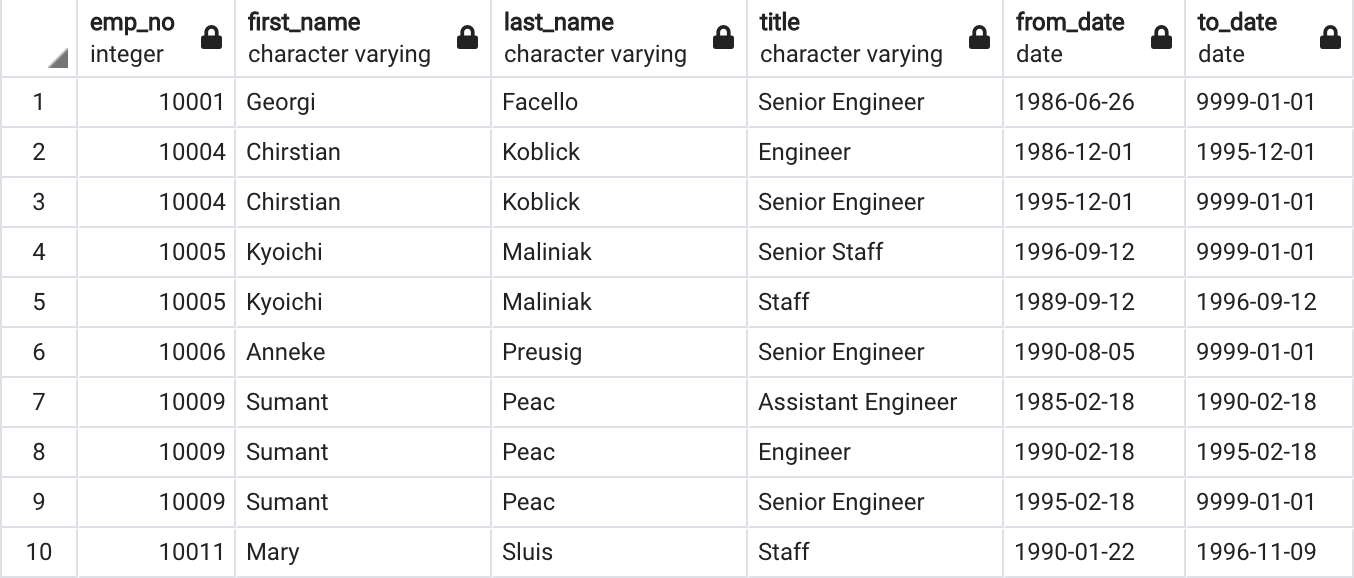 emp_no first_name last_name title from_date to_date
integer character varying character varying character varying date date
1 10001 Georgi Facello Senior Engineer 1986-06-26 9999-01-01
2 10004 Chirstian Koblick Engineer 1986-12-01 1995-12-01
3 10004 Chirstian Koblick Senior Engineer 1995-12-01 9999-01-01
4 10005 Kyoichi Maliniak Senior Staff 1996-09-12 9999-01-01
5 10005 Kyoichi Maliniak Staff 1989-09-12 1996-09-12
6 10006 Anneke Preusig Senior Engineer 1990-08-05 9999-01-01
7 10009 Sumant Peac Assistant Engineer 1985-02-18 1990-02-18
8 10009 Sumant Peac Engineer 1990-02-18 1995-02-18
9 10009 Sumant Peac Senior Engineer 1995-02-18 9999-01-01
10 10011 Mary Sluis Staff 1990-01-22 1996-11-09